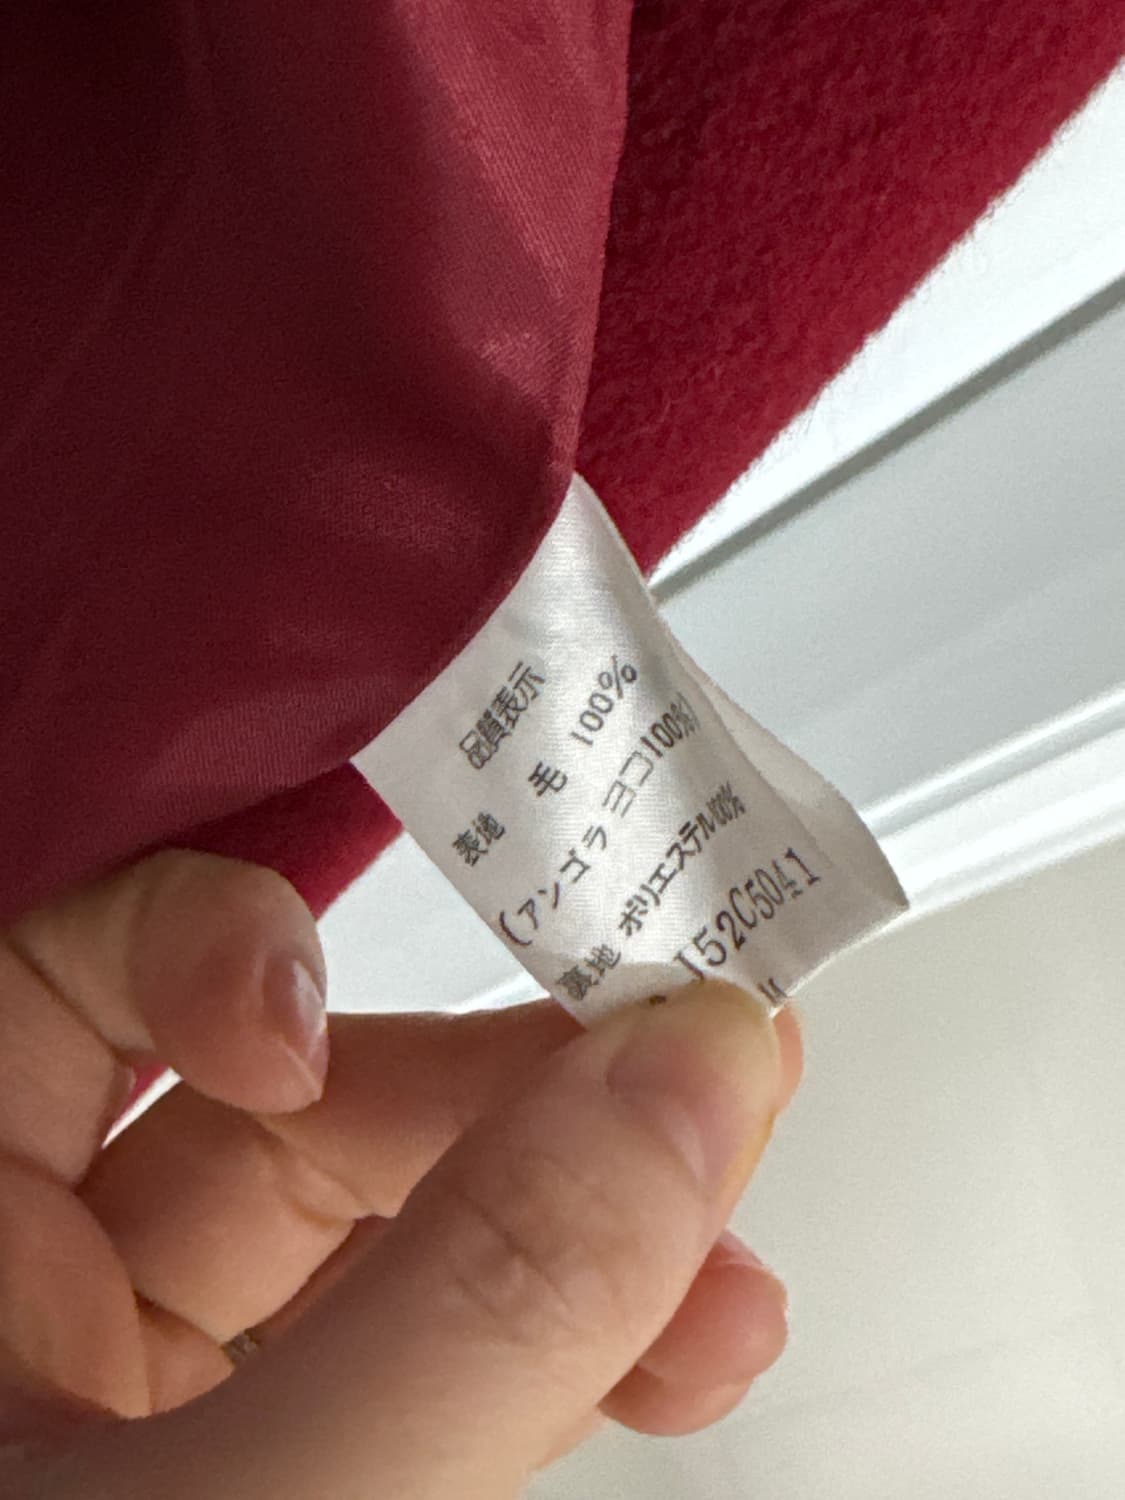 品質表示
表地 毛 100%
(アンゴラ ヨコ100%)
裏地 ポリエステル100%
J52C5041
M